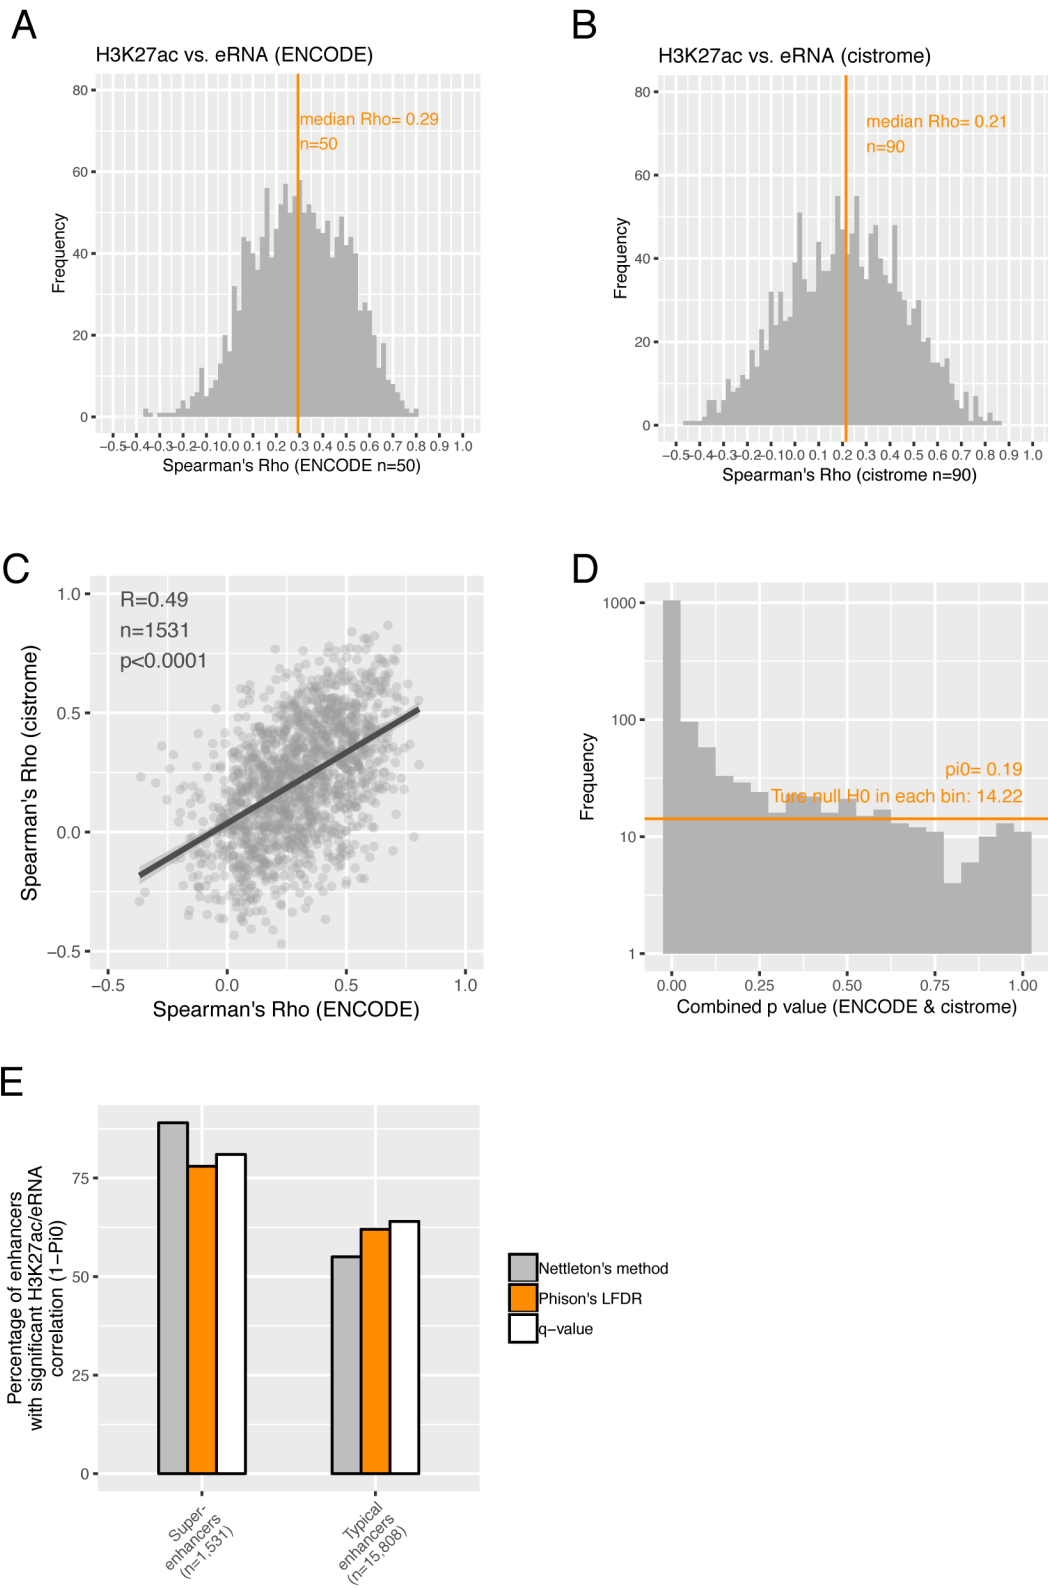 A
H3K27ac vs. eRNA (ENCODE)
80
60
40
20
0
Frequency
median Rho= 0.29
n=50
−0.5−0.4−0.3−0.2−0.10.0 0.1 0.2 0.3 0.4 0.5 0.6 0.7 0.8 0.9 1.0
Spearman's Rho (ENCODE n=50)
B
H3K27ac vs. eRNA (cistrome)
80
60
40
20
0
Frequency
median Rho= 0.21
n=90
−0.5−0.4−0.3−0.2−0.10.0 0.1 0.2 0.3 0.4 0.5 0.6 0.7 0.8 0.9 1.0
Spearman's Rho (cistrome n=90)
C
1.0
0.5
0.0
−0.5
Spearman's Rho (cistrome)
R=0.49
n=1531
p<0.0001
−0.5 0.0 0.5 1.0
Spearman's Rho (ENCODE)
D
1000
100
10
1
Frequency
pi0= 0.19
Ture null H0 in each bin: 14.22
0.00 0.25 0.50 0.75 1.00
Combined p value (ENCODE & cistrome)
E
75
50
25
0
Percentage of enhancers
with significant H3K27ac/eRNA
correlation (1−Pi0)
Super-
enhancers
(n=1,531)
Typical
enhancers
(n=15,808)
Nettleton's method
Phison's LFDR
q−value